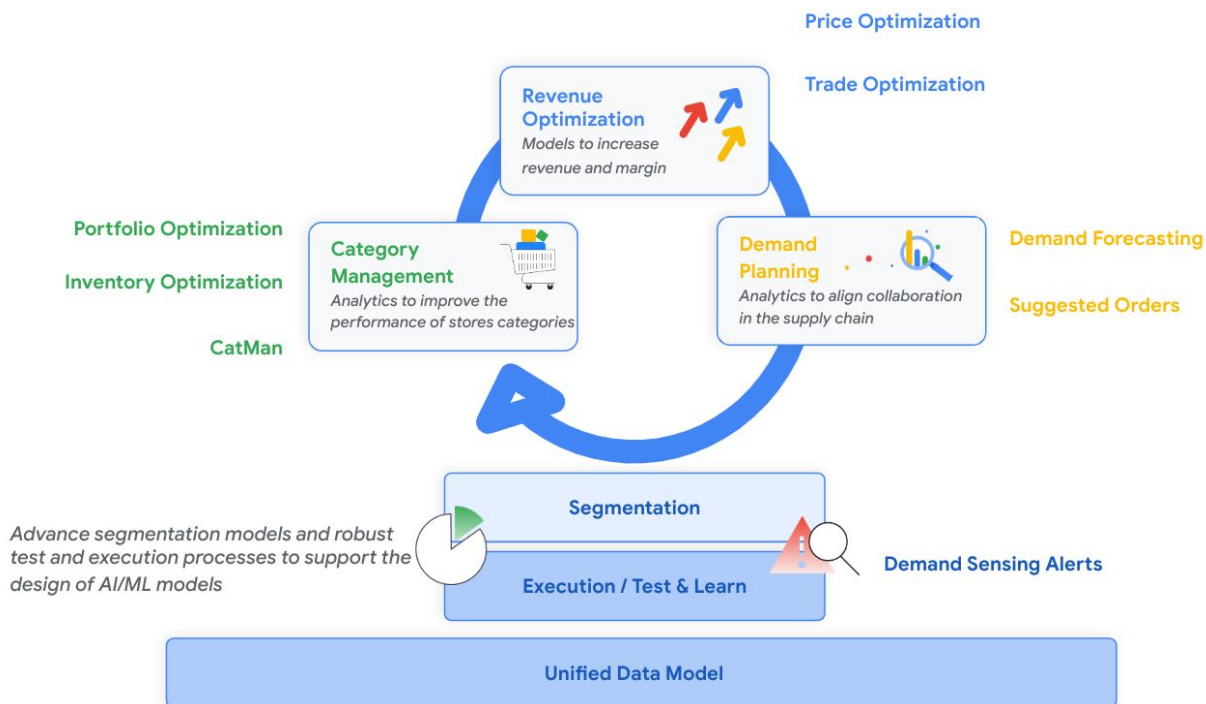 Price Optimization
Trade Optimization
Revenue
Optimization
Models to increase
revenue and margin
Portfolio Optimization
Inventory Optimization
CatMan
Category
Management
Analytics to improve the
performance of stores categories
Demand
Planning
Analytics to align collaboration
in the supply chain
Demand Forecasting
Suggested Orders
Segmentation
Advance segmentation models and robust
test and execution processes to support the
design of AI/ML models
Execution / Test & Learn
Demand Sensing Alerts
Unified Data Model